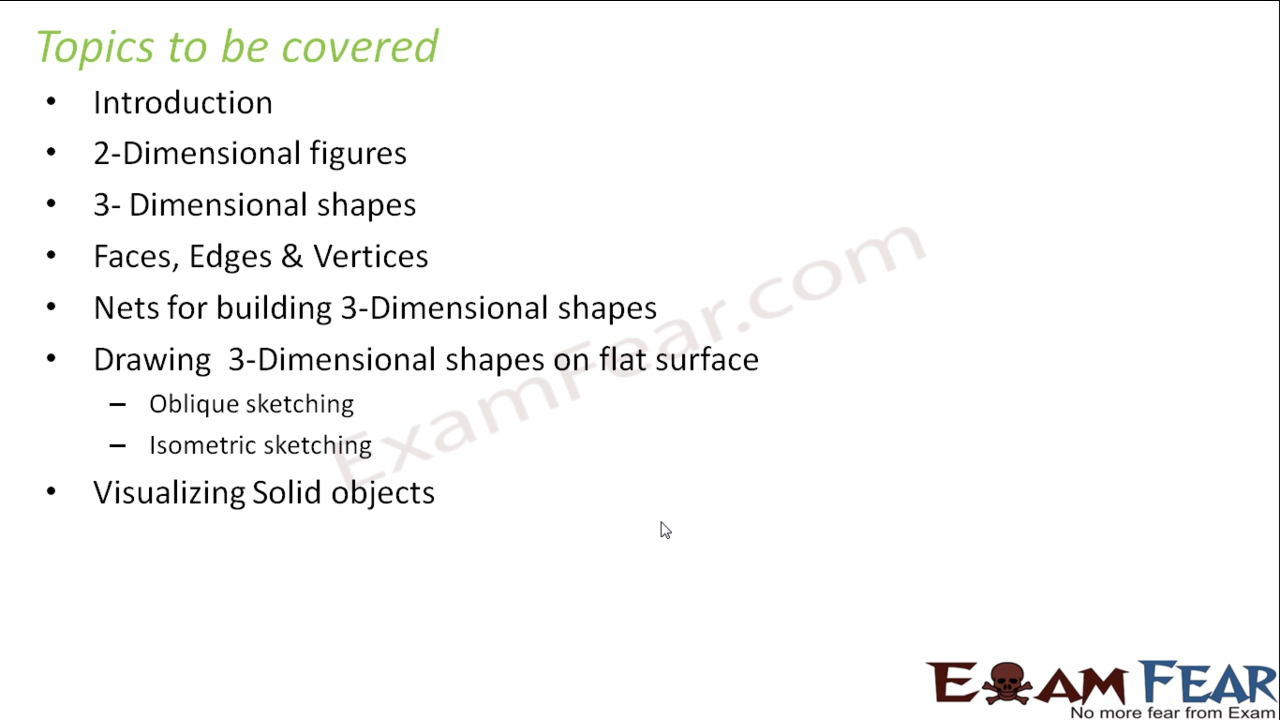 Topics to be covered
• Introduction
• 2-Dimensional figures
• 3- Dimensional shapes
• Faces, Edges & Vertices
• Nets for building 3-Dimensional shapes
• Drawing  3-Dimensional shapes on flat surface
– Oblique sketching
– Isometric sketching
• Visualizing Solid objects
ExamFear.com
EXAM FEAR
No more fear from Exam